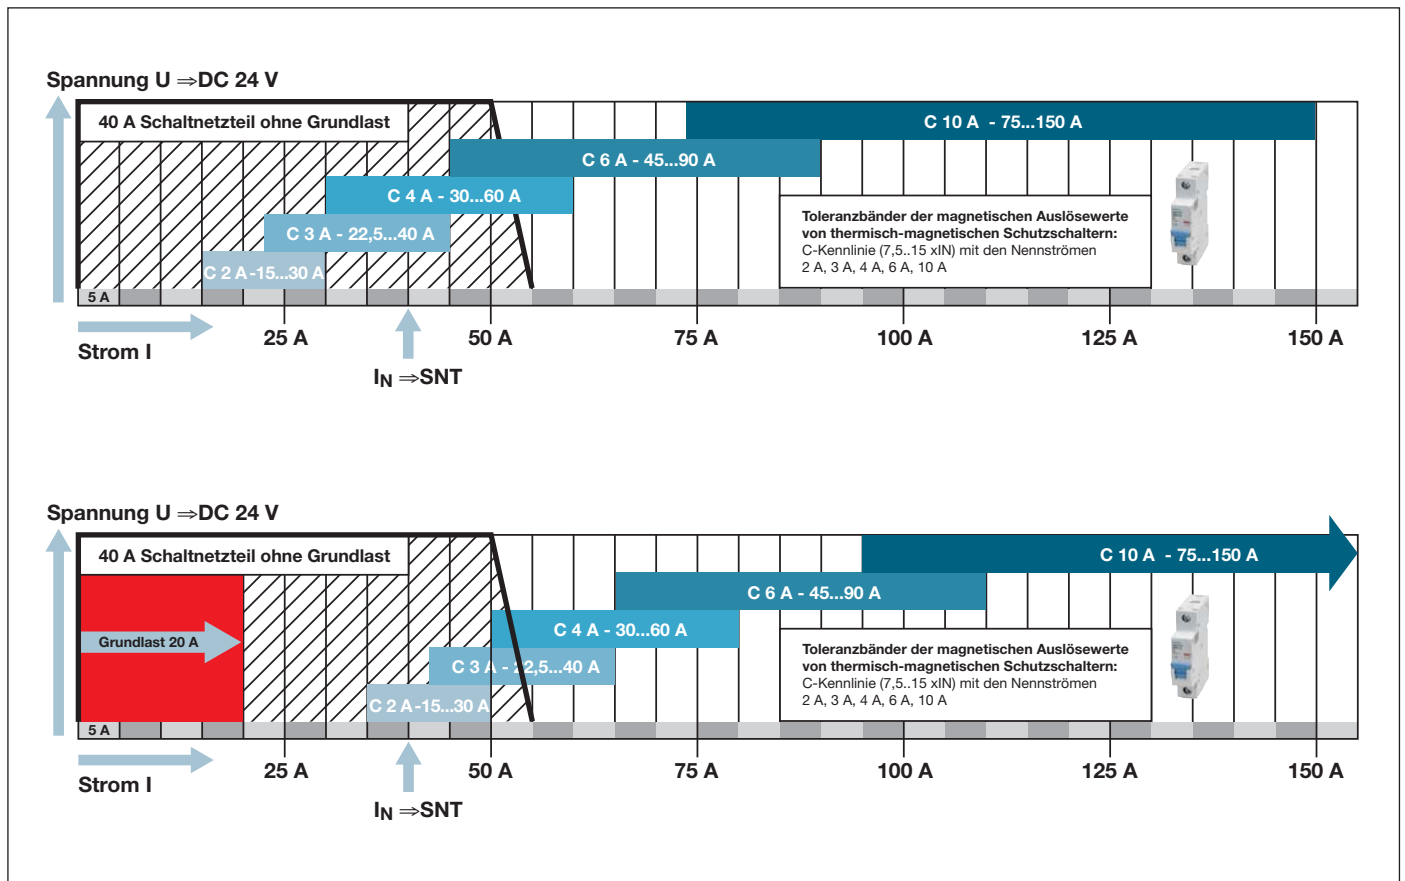 Spannung U ⇒DC 24 V
40 A Schaltnetzteil ohne Grundlast
C 10 A - 75...150 A
C 6 A - 45...90 A
C 4 A - 30...60 A
C 3 A - 22,5...40 A
C 2 A -15...30 A
Toleranzbänder der magnetischen Auslösewerte
von thermisch-magnetischen Schutzschaltern:
C-Kennlinie (7,5..15 xIN) mit den Nennströmen
2 A, 3 A, 4 A, 6 A, 10 A
5 A
25 A
50 A
75 A
100 A
125 A
150 A
Strom I
IN ⇒SNT
Spannung U ⇒DC 24 V
40 A Schaltnetzteil ohne Grundlast
C 10 A - 75...150 A
C 6 A - 45...90 A
C 4 A - 30...60 A
Grundlast 20 A
C 3 A - 22,5...40 A
C 2 A -15...30 A
Toleranzbänder der magnetischen Auslösewerte
von thermisch-magnetischen Schutzschaltern:
C-Kennlinie (7,5..15 xIN) mit den Nennströmen
2 A, 3 A, 4 A, 6 A, 10 A
5 A
25 A
50 A
75 A
100 A
125 A
150 A
Strom I
IN ⇒SNT